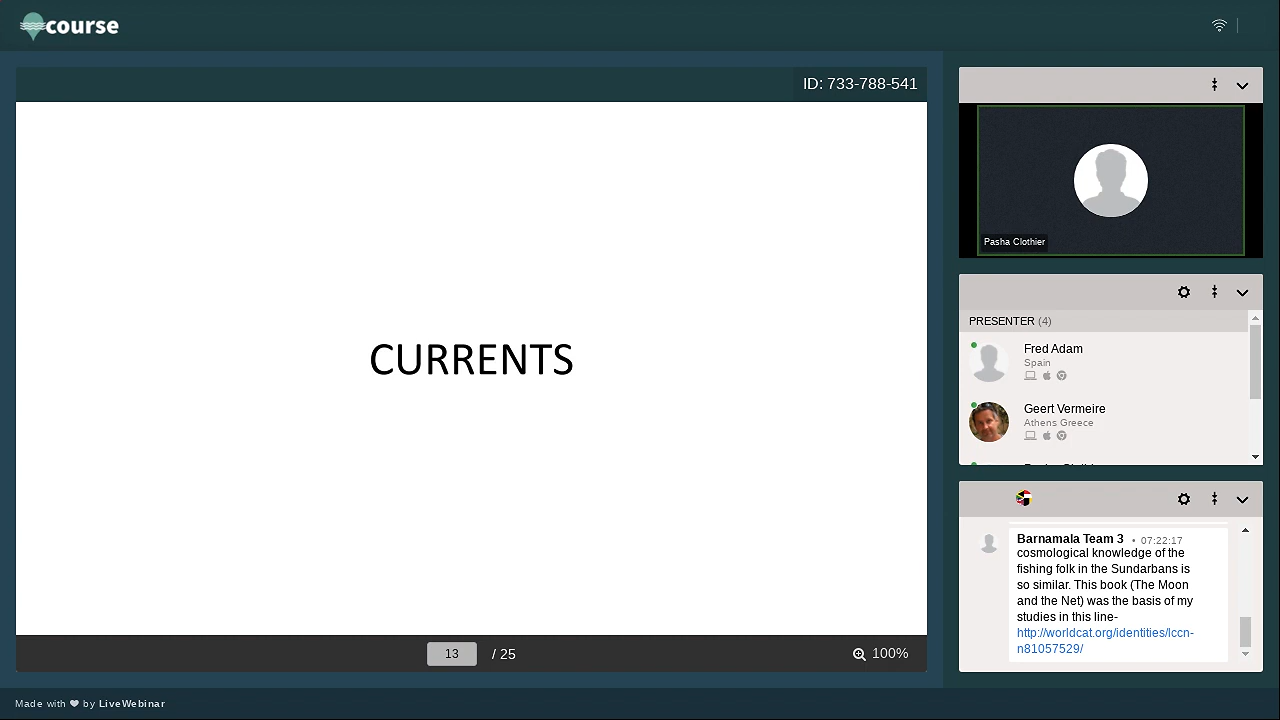 course
ID: 733-788-541
CURRENTS
13 / 25
100%
Pasha Clothier
PRESENTER (4)
Fred Adam
Spain
Geert Vermeire
Athens Greece
Barnamala Team 3 • 07:22:17
cosmological knowledge of the
fishing folk in the Sundarbans is
so similar. This book (The Moon
and the Net) was the basis of my
studies in this line-
http://worldcat.org/identities/lccn-
n81057529/
Made with ♥ by LiveWebinar